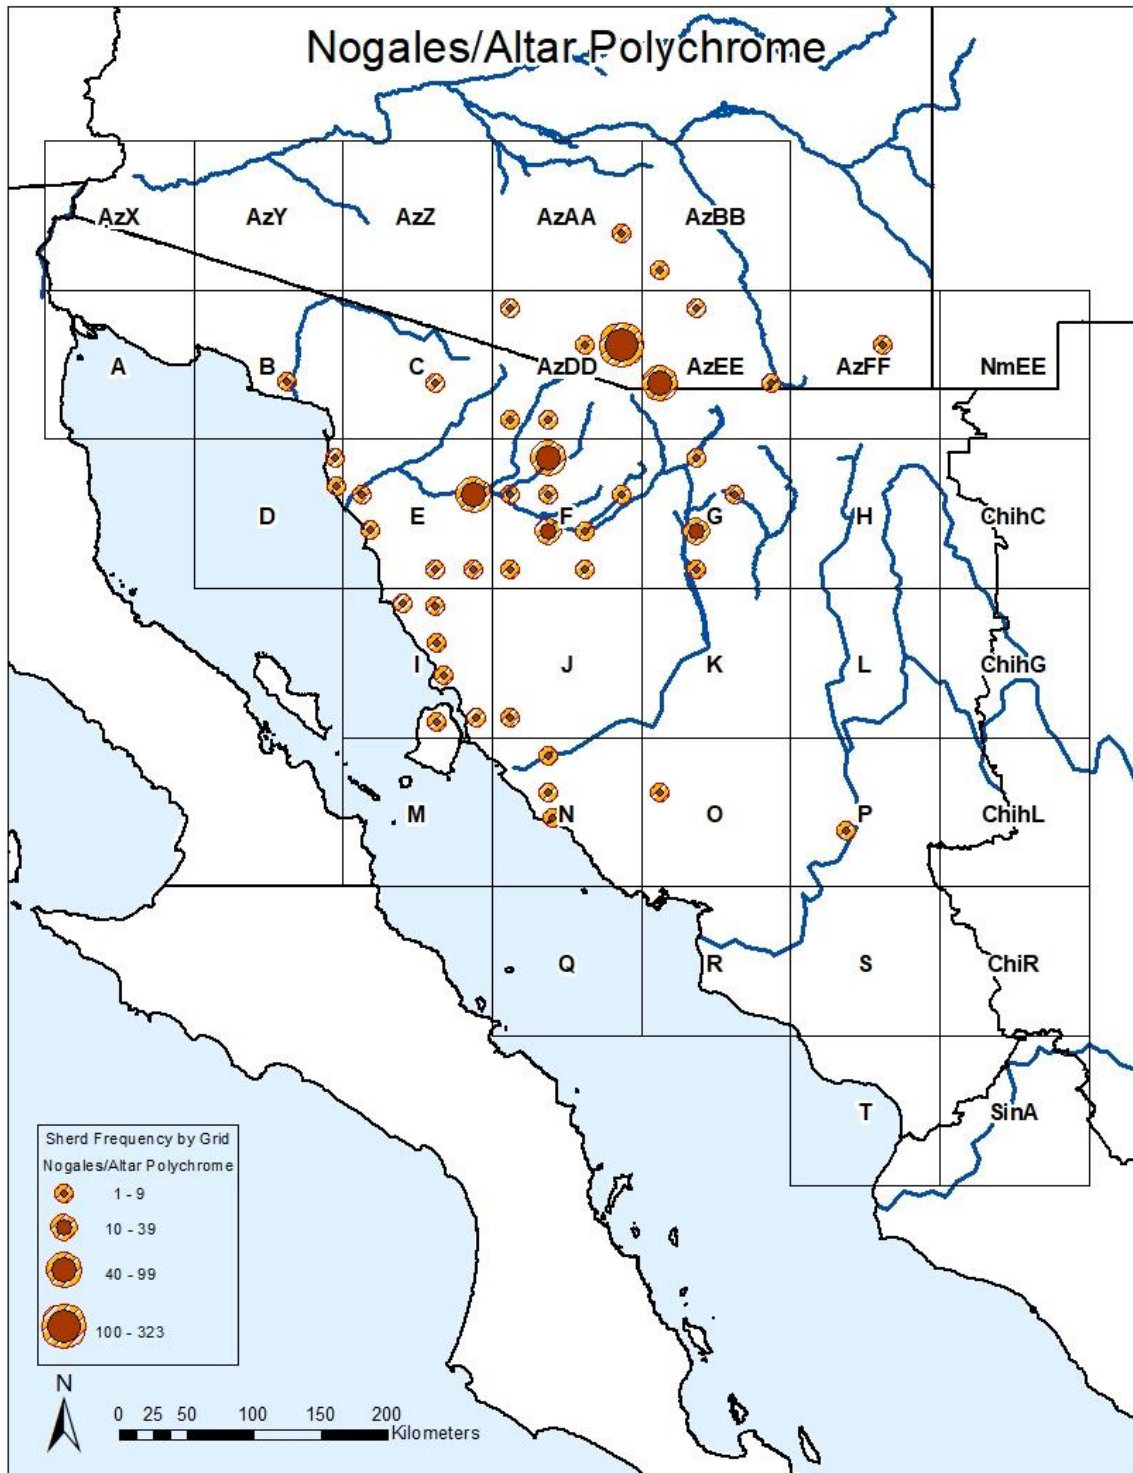 Nogales/Altar Polychrome
AzX AzY AzZ AzAA AzBB
A B C AzDD AzEE AzFF NmEE
D E F G H ChihC
I J K L ChihG
M N O P ChihL
Q R S ChiR
T SinA
Sherd Frequency by Grid
Nogales/Altar Polychrome
1 - 9
10 - 39
40 - 99
100 - 323
N
0 25 50 100 150 200
Kilometers